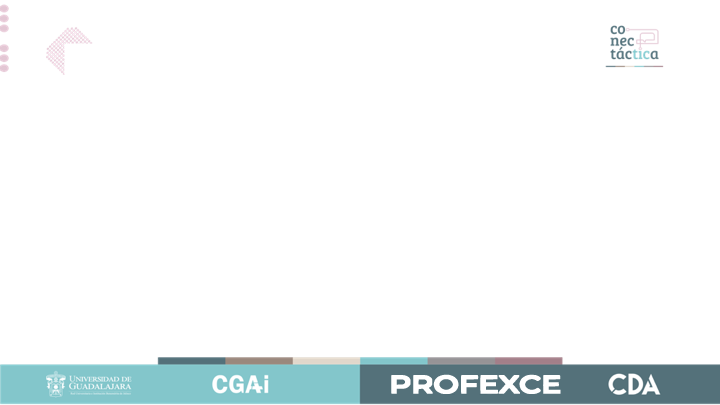 co
nec
táctica
UNIVERSIDAD DE
GUADALAJARA
CGAi
PROFEXCE
CDA